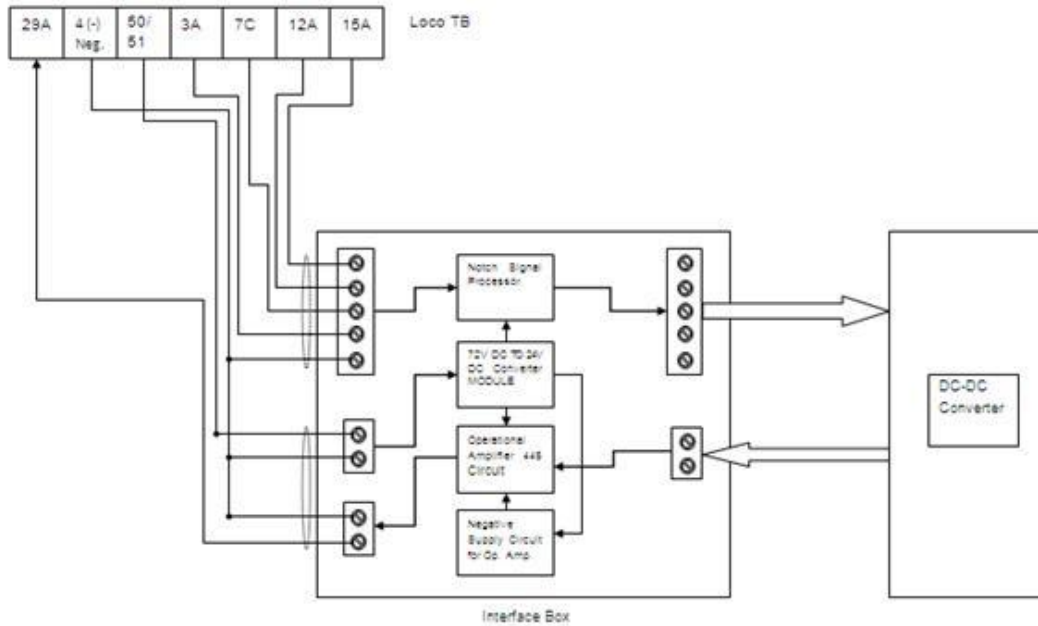 29A
4 (-)
Neg.
50/
51
3A
7C
12A
15A
Loco TB
Notch Signal
Processor
72V DC TO 24V
DC Converter
MODULE
Operational
Amplifier 44B
Circuit
Negative
Supply Circuit
for Op. Amp.
DC-DC
Converter
Interface Box